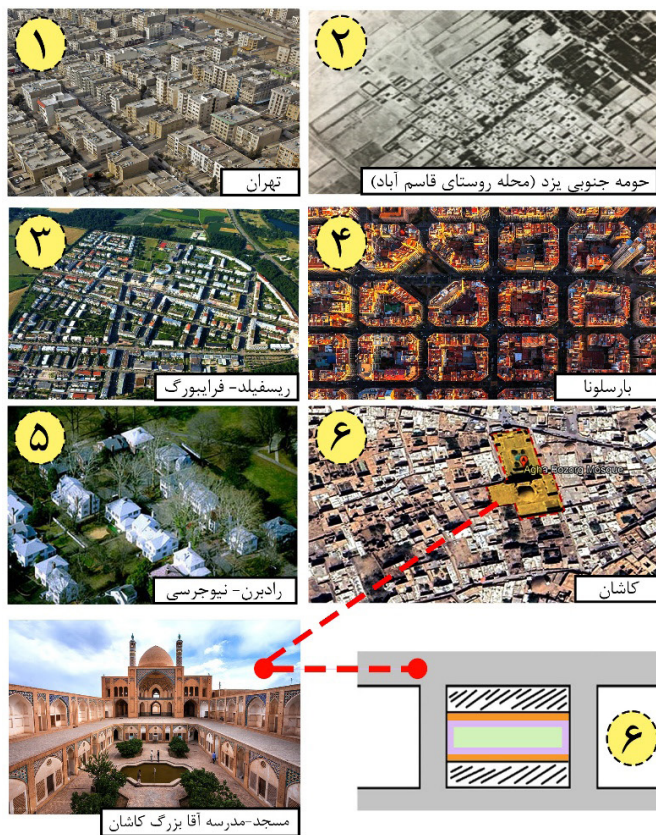 ۱
تهران
۲
حومه جنوبی یزد (محله روستای قاسم آباد)
۳
ریسفیلد- فرایبورگ
۴
بارسلونا
۵
رادبرن- نیوجرسی
۶
Agha Bozorg Mosque
کاشان
مسجد-مدرسه آقا بزرگ کاشان
۶